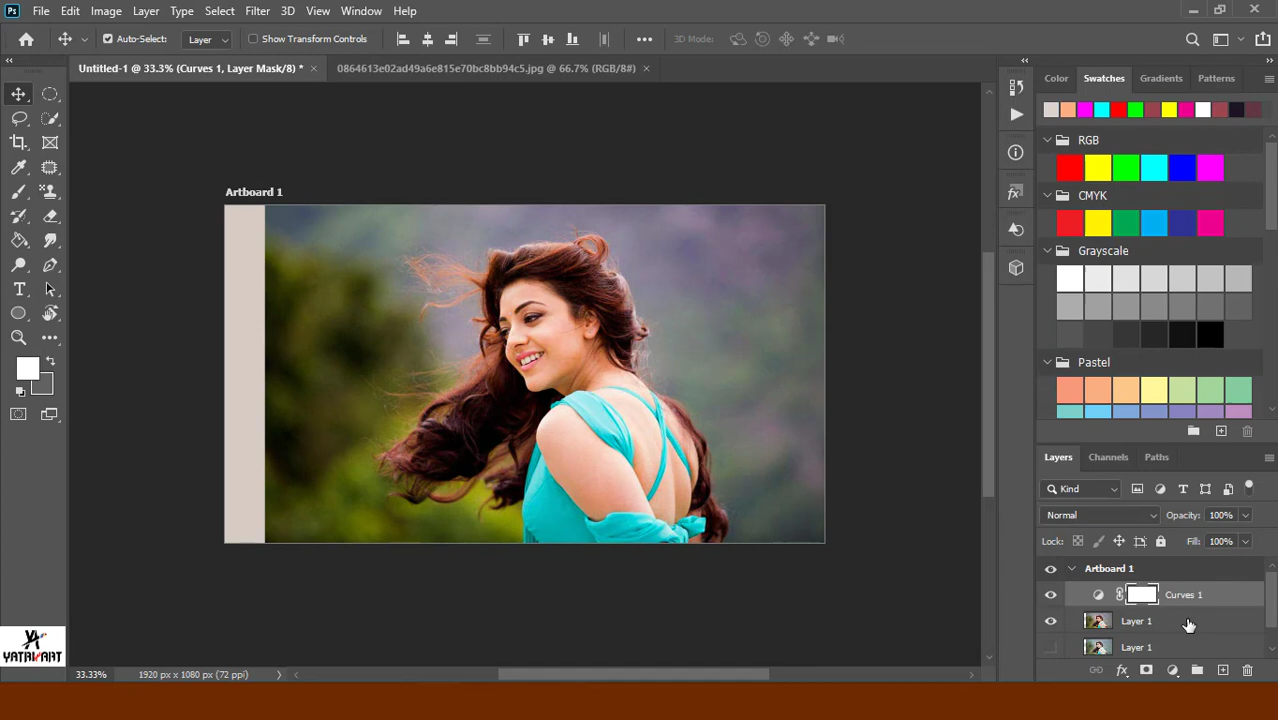 Ps File Edit Image Layer Type Select Filter 3D View Window Help
Auto-Select: Layer Show Transform Controls 3D Mode:
Untitled-1 @ 33.3% (Curves 1, Layer Mask/8) * × 0864613e02ad49a6e815e70bc8bb94c5.jpg @ 66.7% (RGB/8#) ×
Color Swatches Gradients Patterns
RGB
Artboard 1
CMYK
Grayscale
Pastel
Layers Channels Paths
Kind
Normal Opacity: 100%
Lock: Fill: 100%
Artboard 1
Curves 1
Layer 1
Layer 1
YATRIKART
33.33% 1920 px x 1080 px (72 ppi)